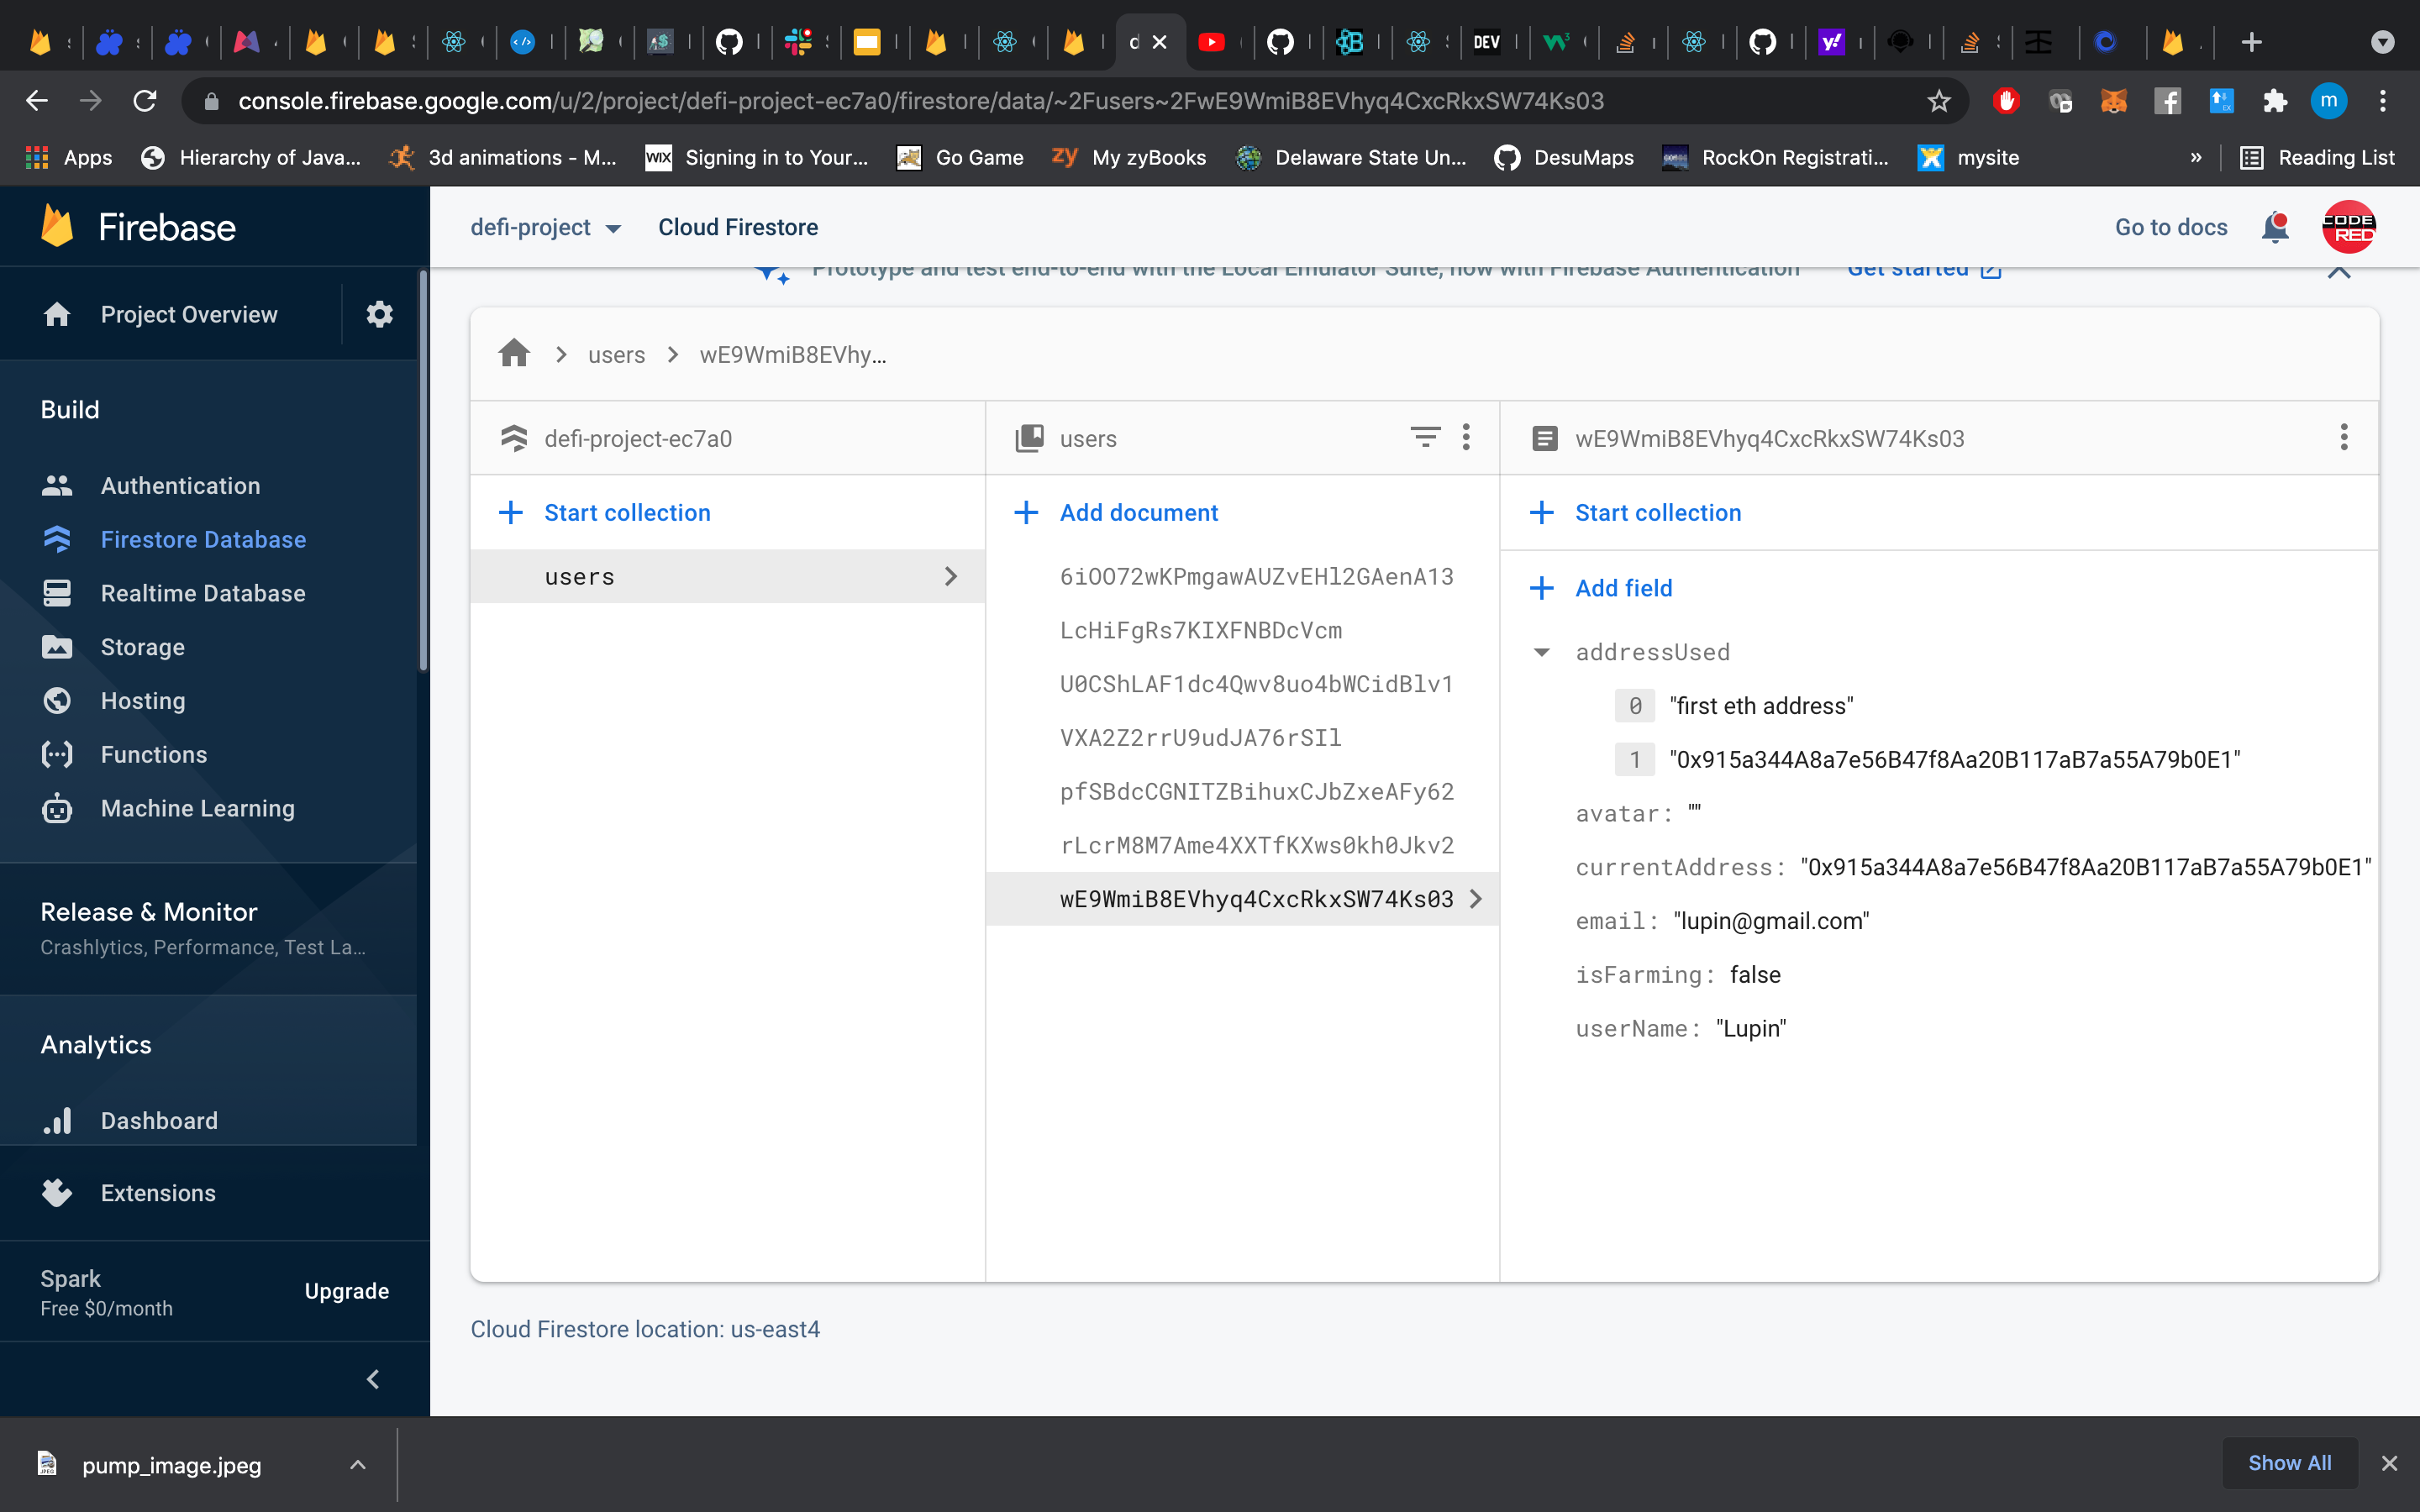 d
DEV
console.firebase.google.com/u/2/project/defi-project-ec7a0/firestore/data/~2Fusers~2FwE9WmiB8EVhyq4CxcRkxSW74Ks03
m
Apps
Hierarchy of Java...
3d animations - M...
WIX
Signing in to Your...
Go Game
zy
My zyBooks
Delaware State Un...
DesuMaps
RockOn Registrati...
mysite
»
Reading List
Firebase
defi-project
Cloud Firestore
Go to docs
CODE
RED
Prototype and test end-to-end with the Local Emulator Suite, now with Firebase Authentication
Get started
Project Overview
Build
Authentication
Firestore Database
Realtime Database
Storage
Hosting
Functions
Machine Learning
Release & Monitor
Crashlytics, Performance, Test La...
Analytics
Dashboard
Extensions
Spark
Free $0/month
Upgrade
users
wE9WmiB8EVhy...
defi-project-ec7a0
Start collection
users
users
Add document
6iOO72wKPmgawAUZvEHl2GAenA13
LcHiFgRs7KIXFNBDcVcm
U0CShLAF1dc4Qwv8uo4bWCidBlv1
VXA2Z2rrU9udJA76rSIl
pfSBdcCGNITZBihuxCJbZxeAFy62
rLcrM8M7Ame4XXTfKXws0kh0Jkv2
wE9WmiB8EVhyq4CxcRkxSW74Ks03
wE9WmiB8EVhyq4CxcRkxSW74Ks03
Start collection
Add field
addressUsed
0 "first eth address"
1 "0x915a344A8a7e56B47f8Aa20B117aB7a55A79b0E1"
avatar: ""
currentAddress: "0x915a344A8a7e56B47f8Aa20B117aB7a55A79b0E1"
email: "lupin@gmail.com"
isFarming: false
userName: "Lupin"
Cloud Firestore location: us-east4
pump_image.jpeg
Show All